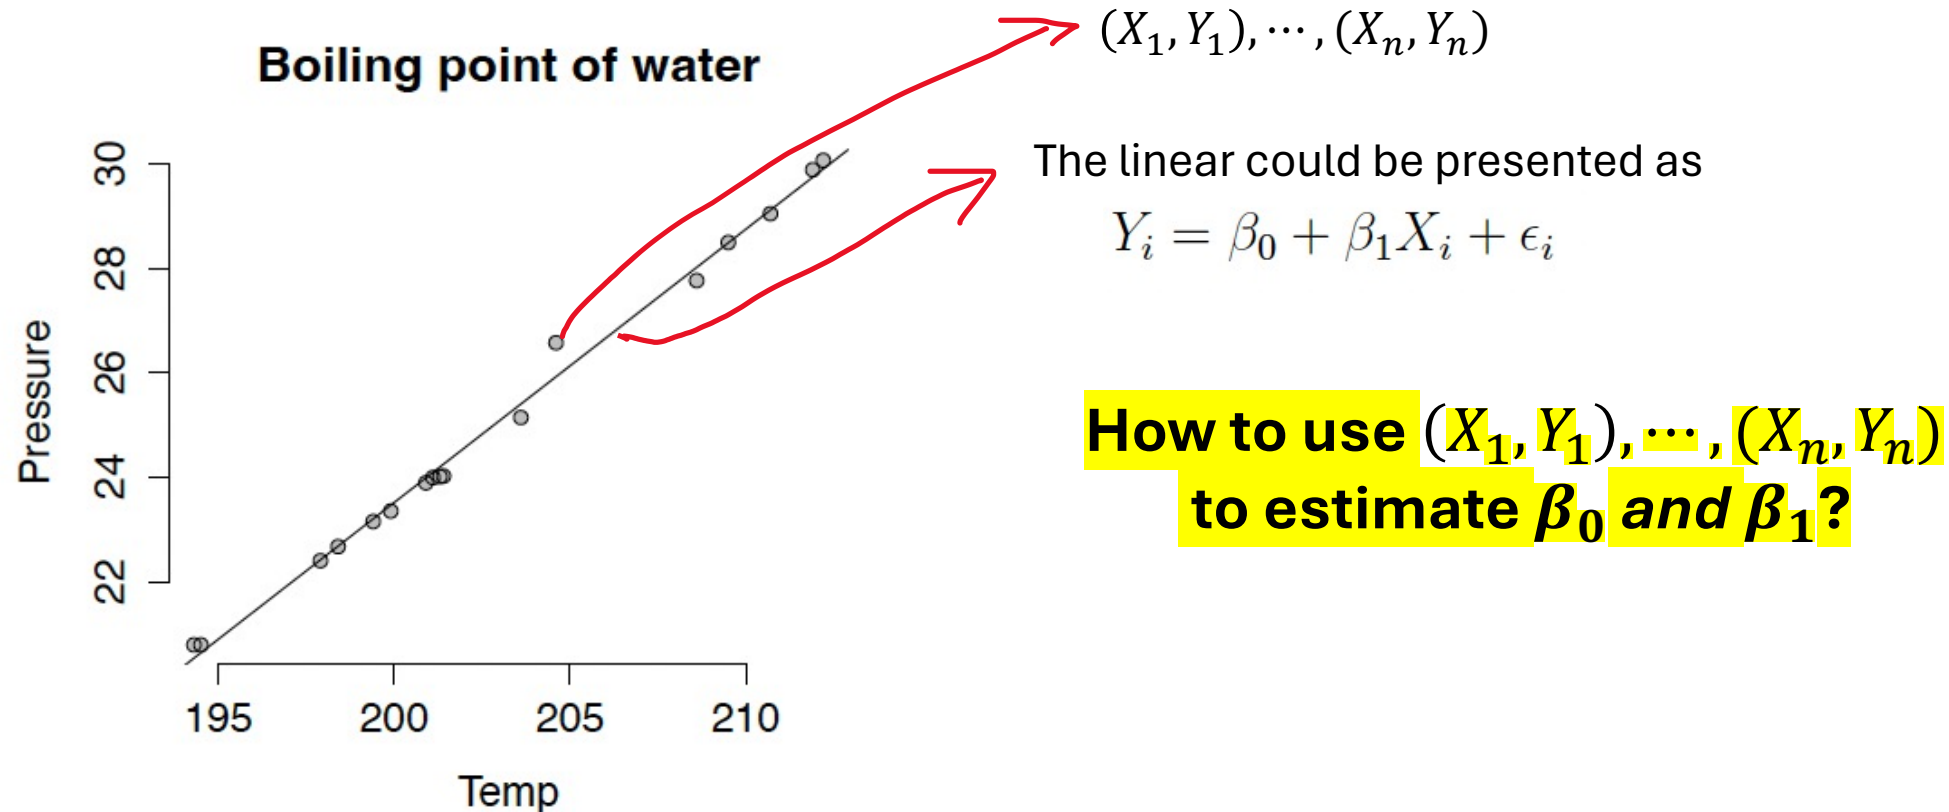 Boiling point of water
Pressure
30
28
26
24
22
195 200 205 210
Temp
(X₁, Y₁), ⋯ , (Xₙ, Yₙ)
The linear could be presented as
Yᵢ = β₀ + β₁Xᵢ + ϵᵢ
How to use (X₁, Y₁), ⋯ , (Xₙ, Yₙ)
to estimate β₀ and β₁?